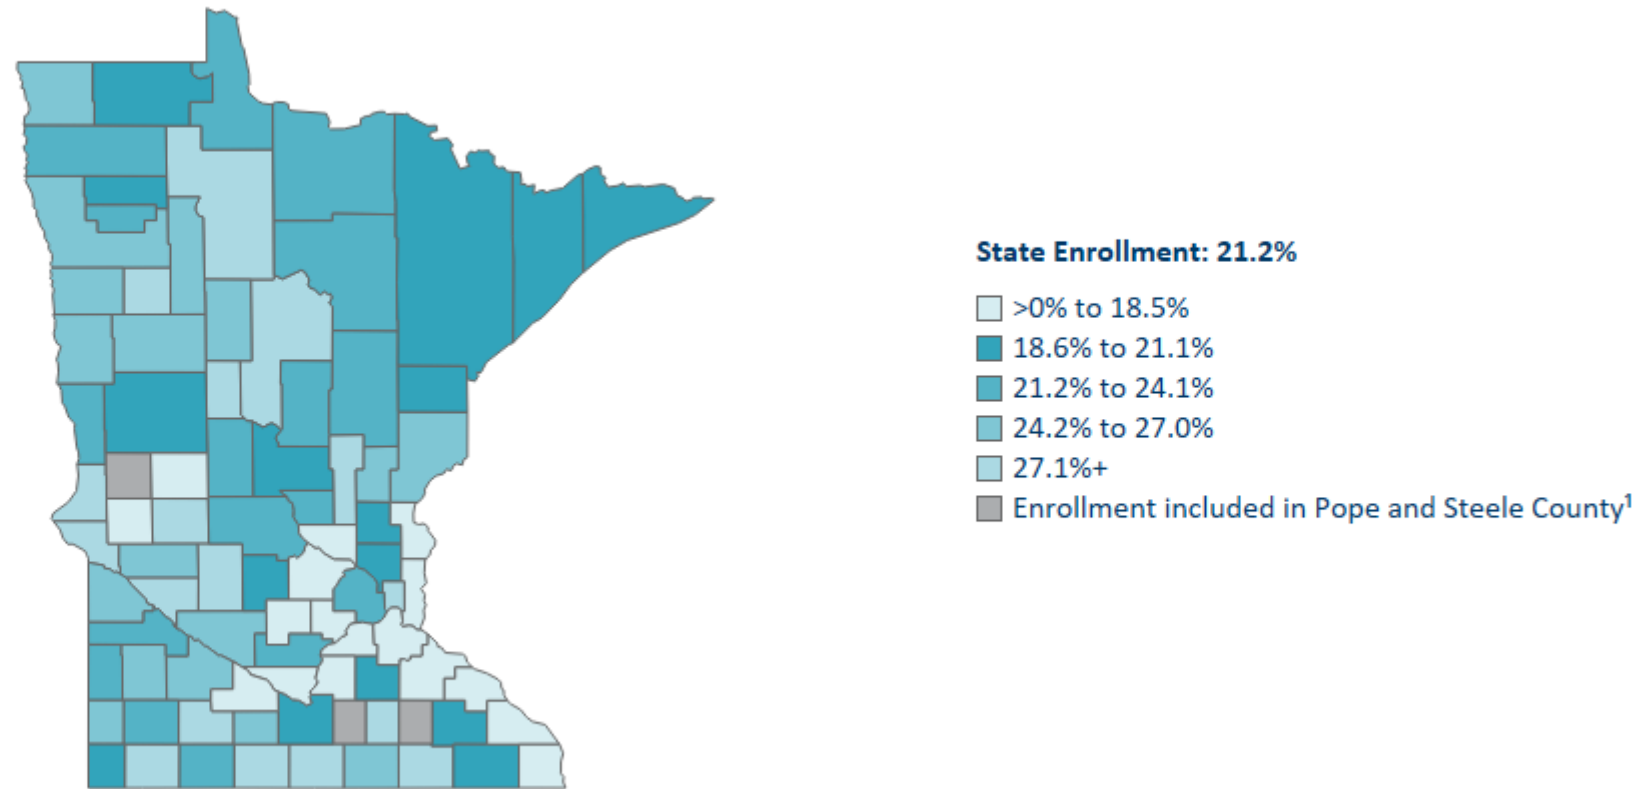 State Enrollment: 21.2%
>0% to 18.5%
18.6% to 21.1%
21.2% to 24.1%
24.2% to 27.0%
27.1%+
Enrollment included in Pope and Steele County¹